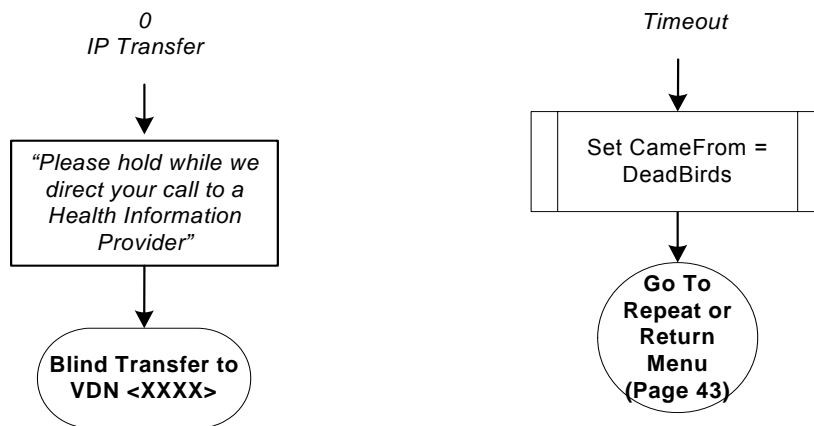 0
IP Transfer
“Please hold while we
direct your call to a
Health Information
Provider”
Blind Transfer to
VDN <XXXX>
Timeout
Set CameFrom =
DeadBirds
Go To
Repeat or
Return
Menu
(Page 43)